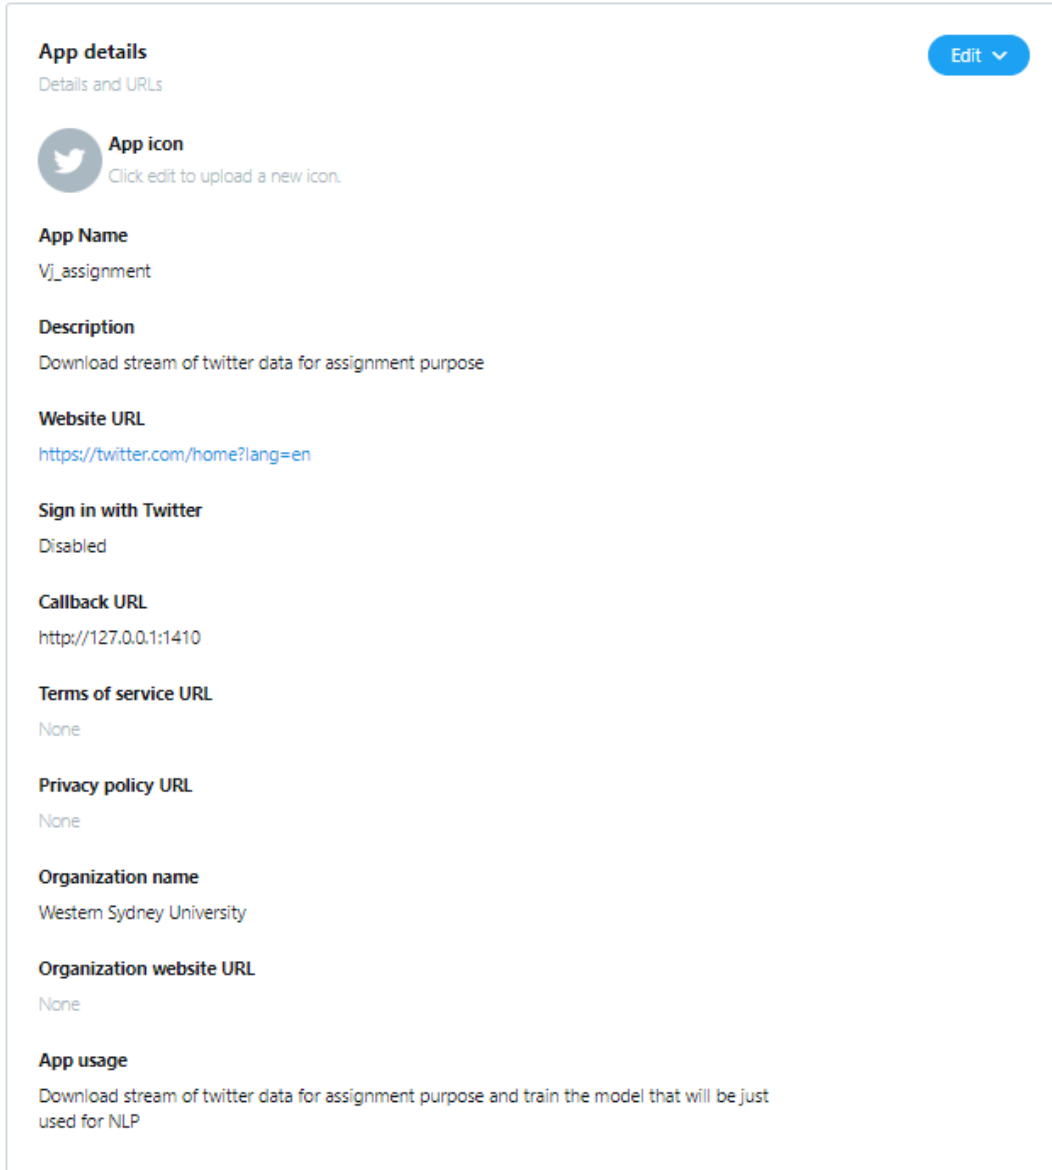 App details
Edit
Details and URLs
App icon
Click edit to upload a new icon.
App Name
Vj_assignment
Description
Download stream of twitter data for assignment purpose
Website URL
https://twitter.com/home?lang=en
Sign in with Twitter
Disabled
Callback URL
http://127.0.0.1:1410
Terms of service URL
None
Privacy policy URL
None
Organization name
Western Sydney University
Organization website URL
None
App usage
Download stream of twitter data for assignment purpose and train the model that will be just
used for NLP